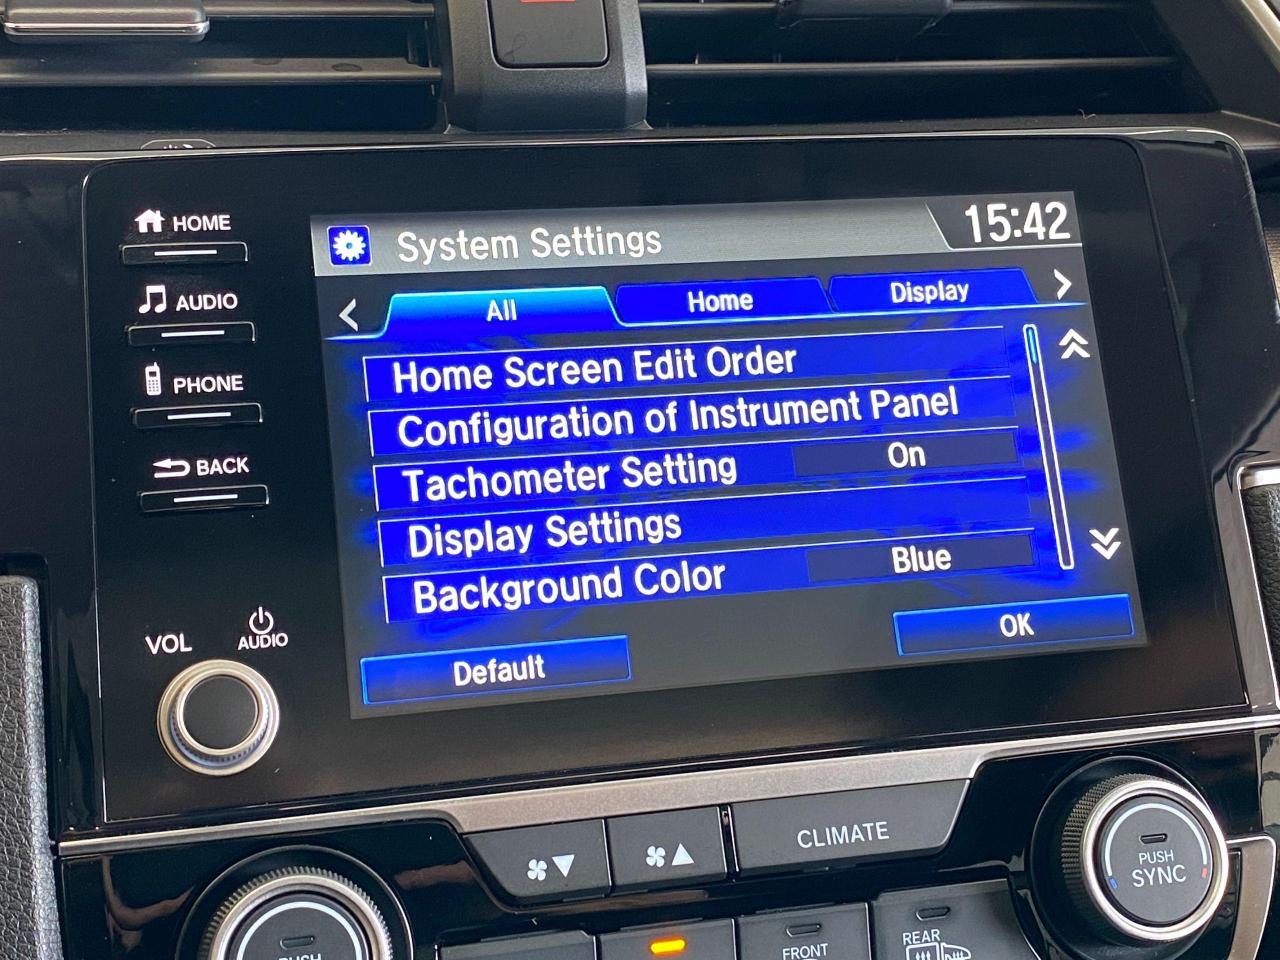 HOME
AUDIO
PHONE
BACK
VOL
AUDIO
System Settings
15:42
All
Home
Display
Home Screen Edit Order
Configuration of Instrument Panel
Tachometer Setting
On
Display Settings
Background Color
Blue
Default
OK
CLIMATE
PUSH
SYNC
PUSH
FRONT
REAR